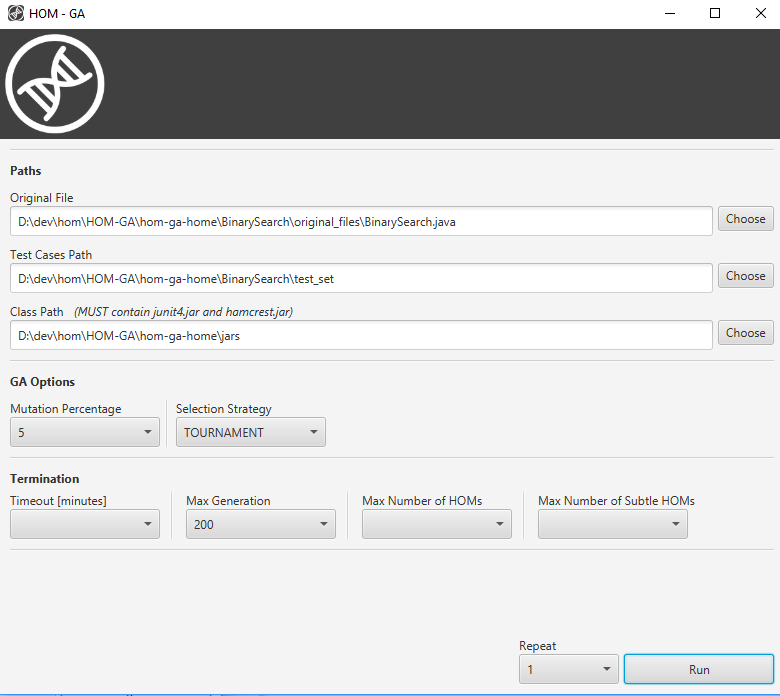 HOM - GA
Paths
Original File
D:\dev\hom\HOM-GA\hom-ga-home\BinarySearch\original_files\BinarySearch.java
Choose
Test Cases Path
D:\dev\hom\HOM-GA\hom-ga-home\BinarySearch\test_set
Choose
Class Path (MUST contain junit4.jar and hamcrest.jar)
D:\dev\hom\HOM-GA\hom-ga-home\jars
Choose
GA Options
Mutation Percentage
5
Selection Strategy
TOURNAMENT
Termination
Timeout [minutes]
Max Generation
200
Max Number of HOMs
Max Number of Subtle HOMs
Repeat
1
Run